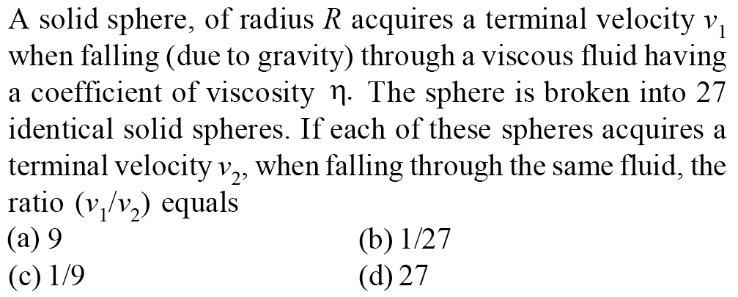 A solid sphere, of radius R acquires a terminal velocity v₁
when falling (due to gravity) through a viscous fluid having
a coefficient of viscosity η. The sphere is broken into 27
identical solid spheres. If each of these spheres acquires a
terminal velocity v₂, when falling through the same fluid, the
ratio (v₁/v₂) equals
(a) 9 (b) 1/27
(c) 1/9 (d) 27